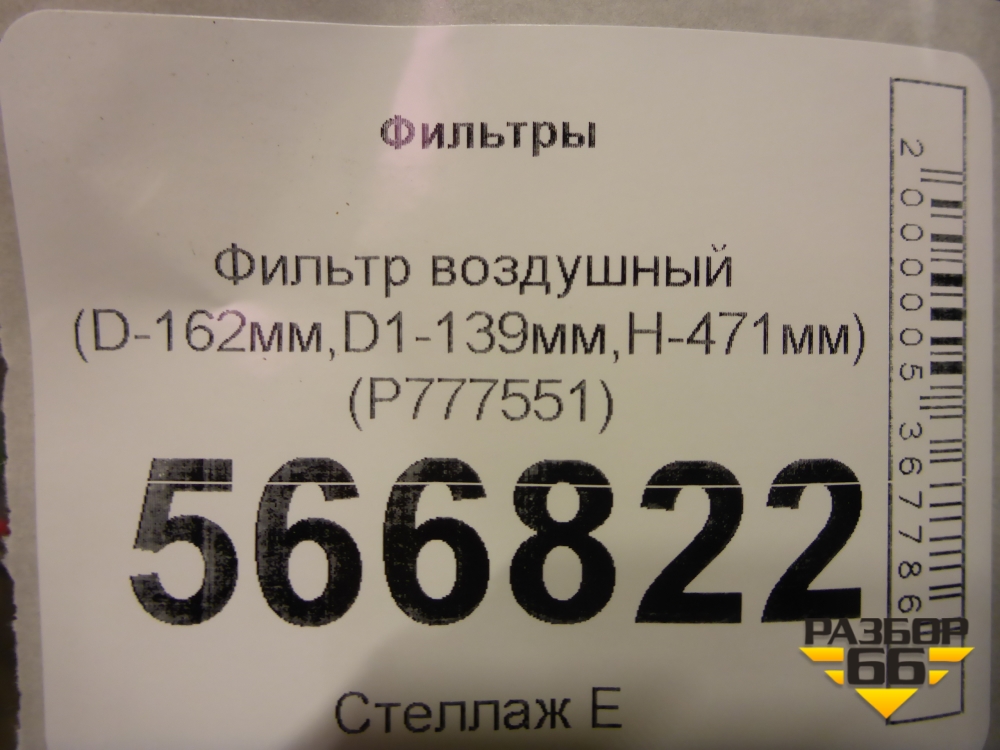 Фильтры
Фильтр воздушный
(D-162мм,D1-139мм,H-471мм)
(P777551)
566822
Стеллаж Е
2000005367786
РАЗБОР
66